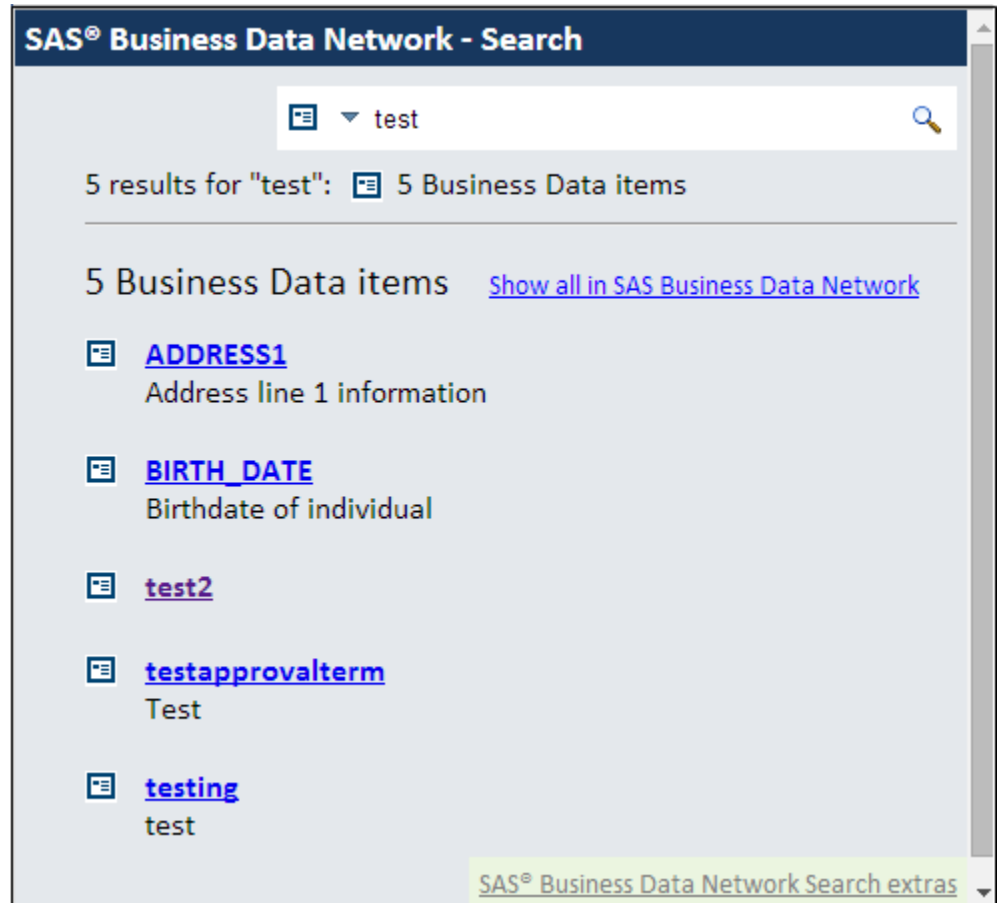 SAS® Business Data Network - Search
test
5 results for "test": 5 Business Data items
5 Business Data items Show all in SAS Business Data Network
ADDRESS1
Address line 1 information
BIRTH_DATE
Birthdate of individual
test2
testapprovalterm
Test
testing
test
SAS® Business Data Network Search extras